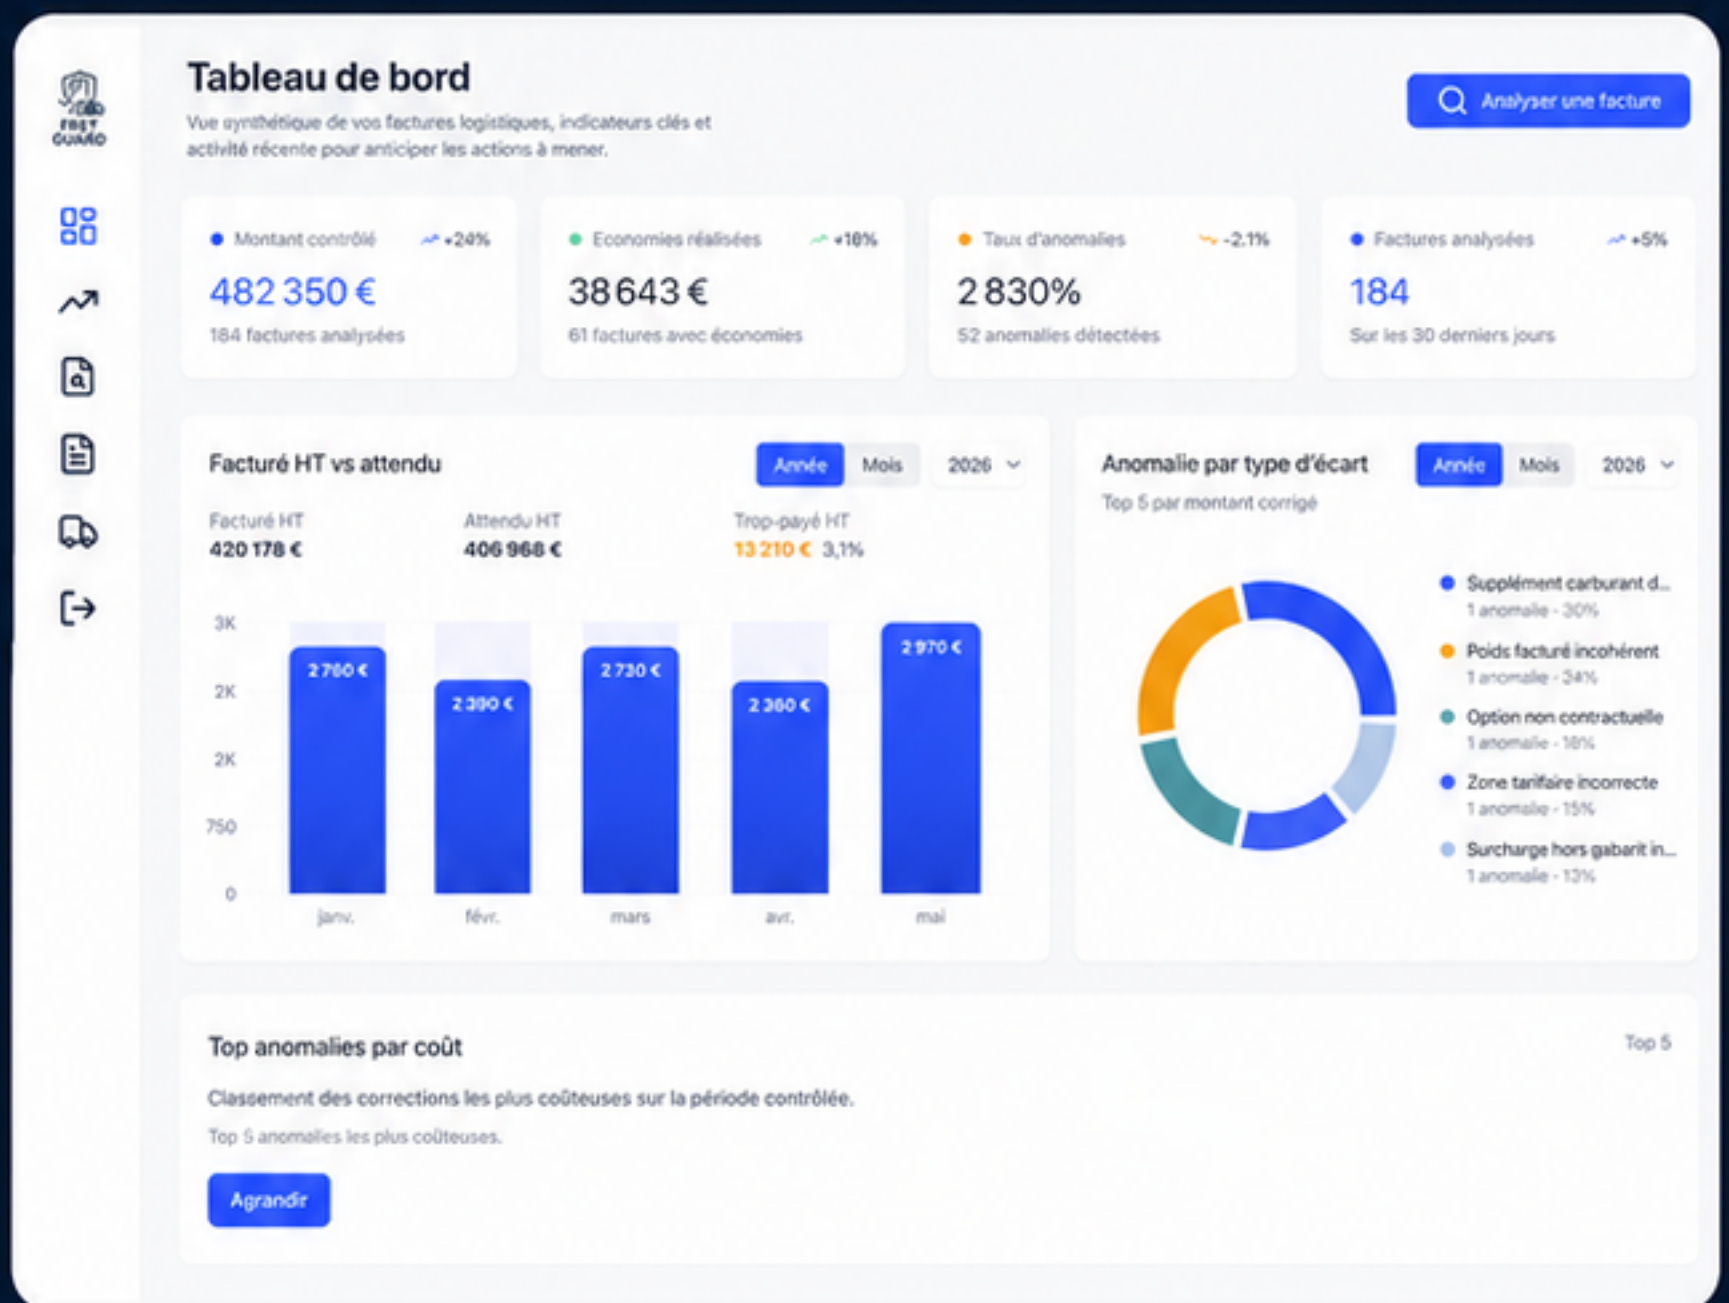 Tableau de bord
Vue synthétique de vos factures logistiques, indicateurs clés et
activité récente pour anticiper les actions à mener.
Analyser une facture
GUARD
Montant contrôlé +24%
482 350 €
184 factures analysées
Economies réalisées +18%
38 643 €
61 factures avec économies
Taux d'anomalies -2.1%
2 830%
52 anomalies détectées
Factures analysées +5%
184
Sur les 30 derniers jours
Facturé HT vs attendu
Année Mois 2026
Facturé HT
420 178 €
Attendu HT
406 968 €
Trop-payé HT
13 210 € 3,1%
3K
2K
2K
750
0
2 760 €
2 390 €
2 730 €
2 360 €
2 970 €
janv.
févr.
mars
avr.
mai
Anomalie par type d'écart
Année Mois 2026
Top 5 par montant corrigé
Supplément carburant d...
1 anomalie - 30%
Poids facturé incohérent
1 anomalie - 24%
Option non contractuelle
1 anomalie - 18%
Zone tarifaire incorrecte
1 anomalie - 15%
Surcharge hors gabarit in...
1 anomalie - 13%
Top anomalies par coût
Top 5
Classement des corrections les plus coûteuses sur la période contrôlée.
Top 5 anomalies les plus coûteuses.
Agrandir